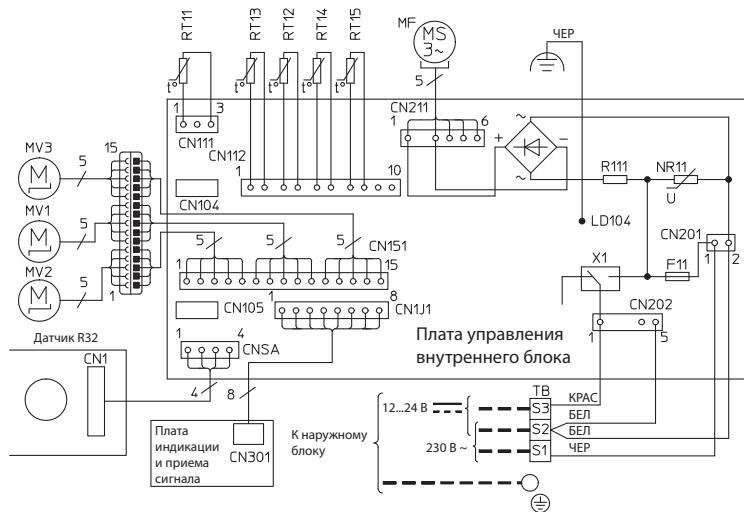 RT11
RT13
RT12
RT14
RT15
MF
MS
3~
ЧЕР
t°
t°
t°
t°
t°
5
1
3
CN111
CN211
1
6
~
+
−
~
MV3
5
15
CN112
1
10
R111
NR11
U
CN104
LD104
MV1
5
5
5
5
CN151
1
15
CN201
1
2
X1
F11
MV2
5
1
CN105
1
8
CN1J1
CN202
1
5
Датчик R32
CN1
1
4
CNSA
Плата управления
внутреннего блока
4
8
Плата
индикации
и приема
сигнала
CN301
К наружному
блоку
12...24 В
230 В ~
TB
S3
S2
S1
КРАС
БЕЛ
БЕЛ
ЧЕР